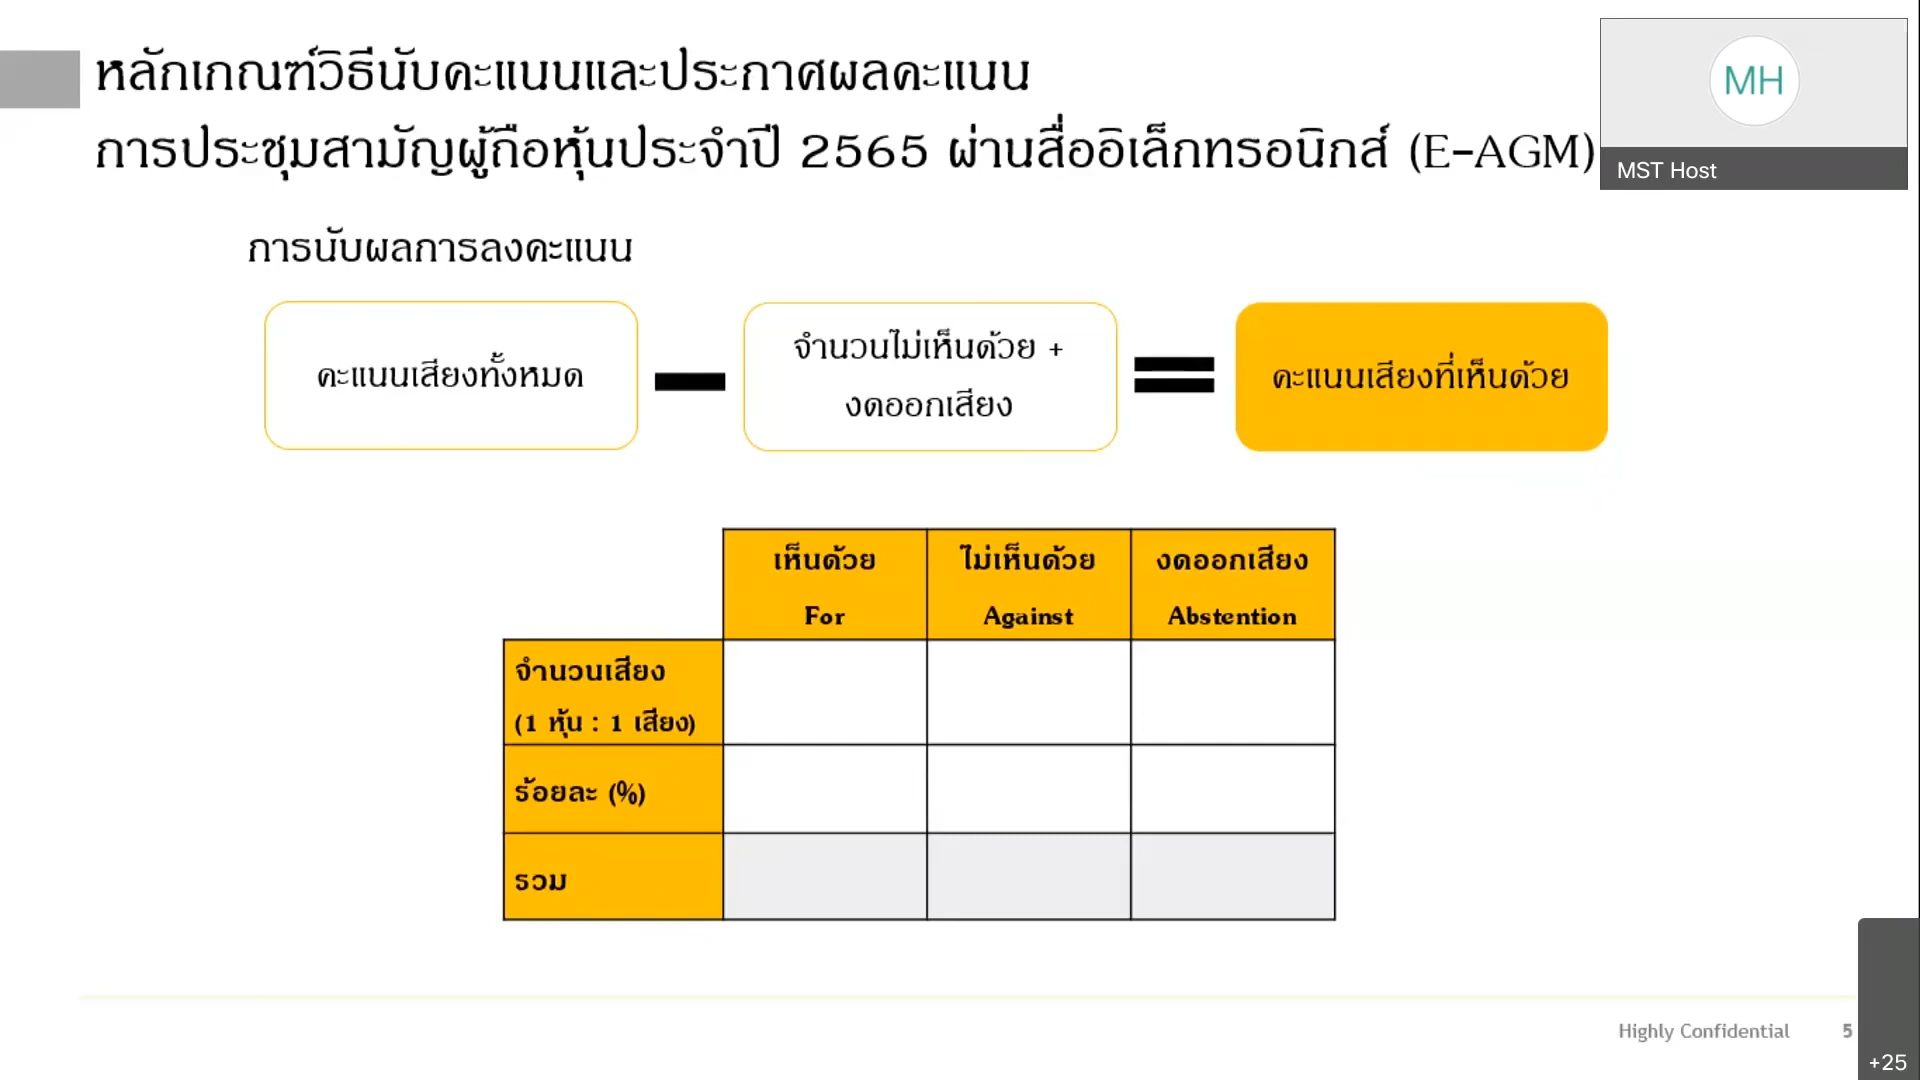 หลักเกณฑ์วิธีนับคะแนนและประกาศผลคะแนน
การประชุมสามัญผู้ถือหุ้นประจำปี 2565 ผ่านสื่ออิเล็กทรอนิกส์ (E-AGM)
MH
MST Host
การนับผลการลงคะแนน
คะแนนเสียงทั้งหมด
จำนวนไม่เห็นด้วย +
งดออกเสียง
คะแนนเสียงที่เห็นด้วย
เห็นด้วย
For
ไม่เห็นด้วย
Against
งดออกเสียง
Abstention
จำนวนเสียง
(1 หุ้น : 1 เสียง)
ร้อยละ (%)
รวม
Highly Confidential
5
+25